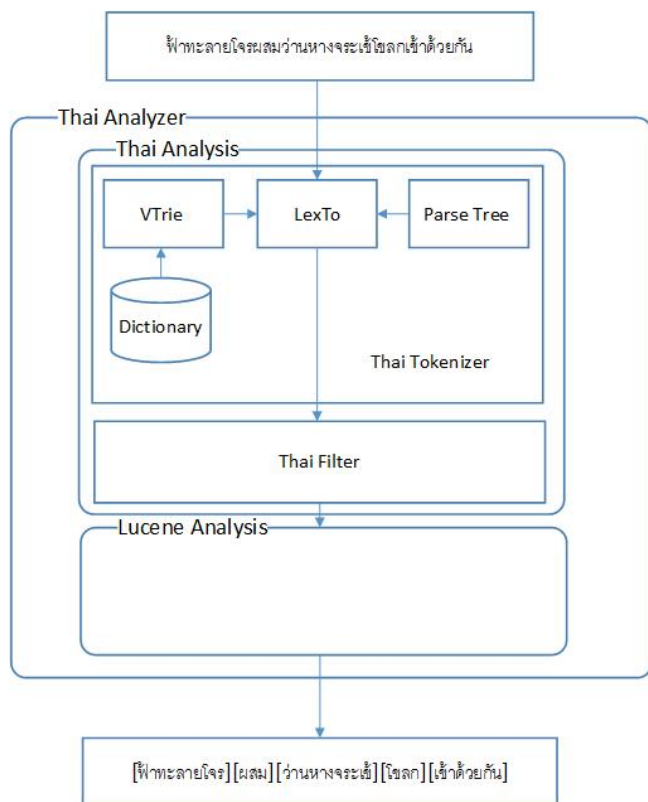 ฟ้าทะลายโจรผสมว่านหางจระเข้โขลกเข้าด้วยกัน
Thai Analyzer
Thai Analysis
VTrie
LexTo
Parse Tree
Dictionary
Thai Tokenizer
Thai Filter
Lucene Analysis
[ฟ้าทะลายโจร][ผสม][ว่านหางจระเข้][โขลก][เข้าด้วยกัน]